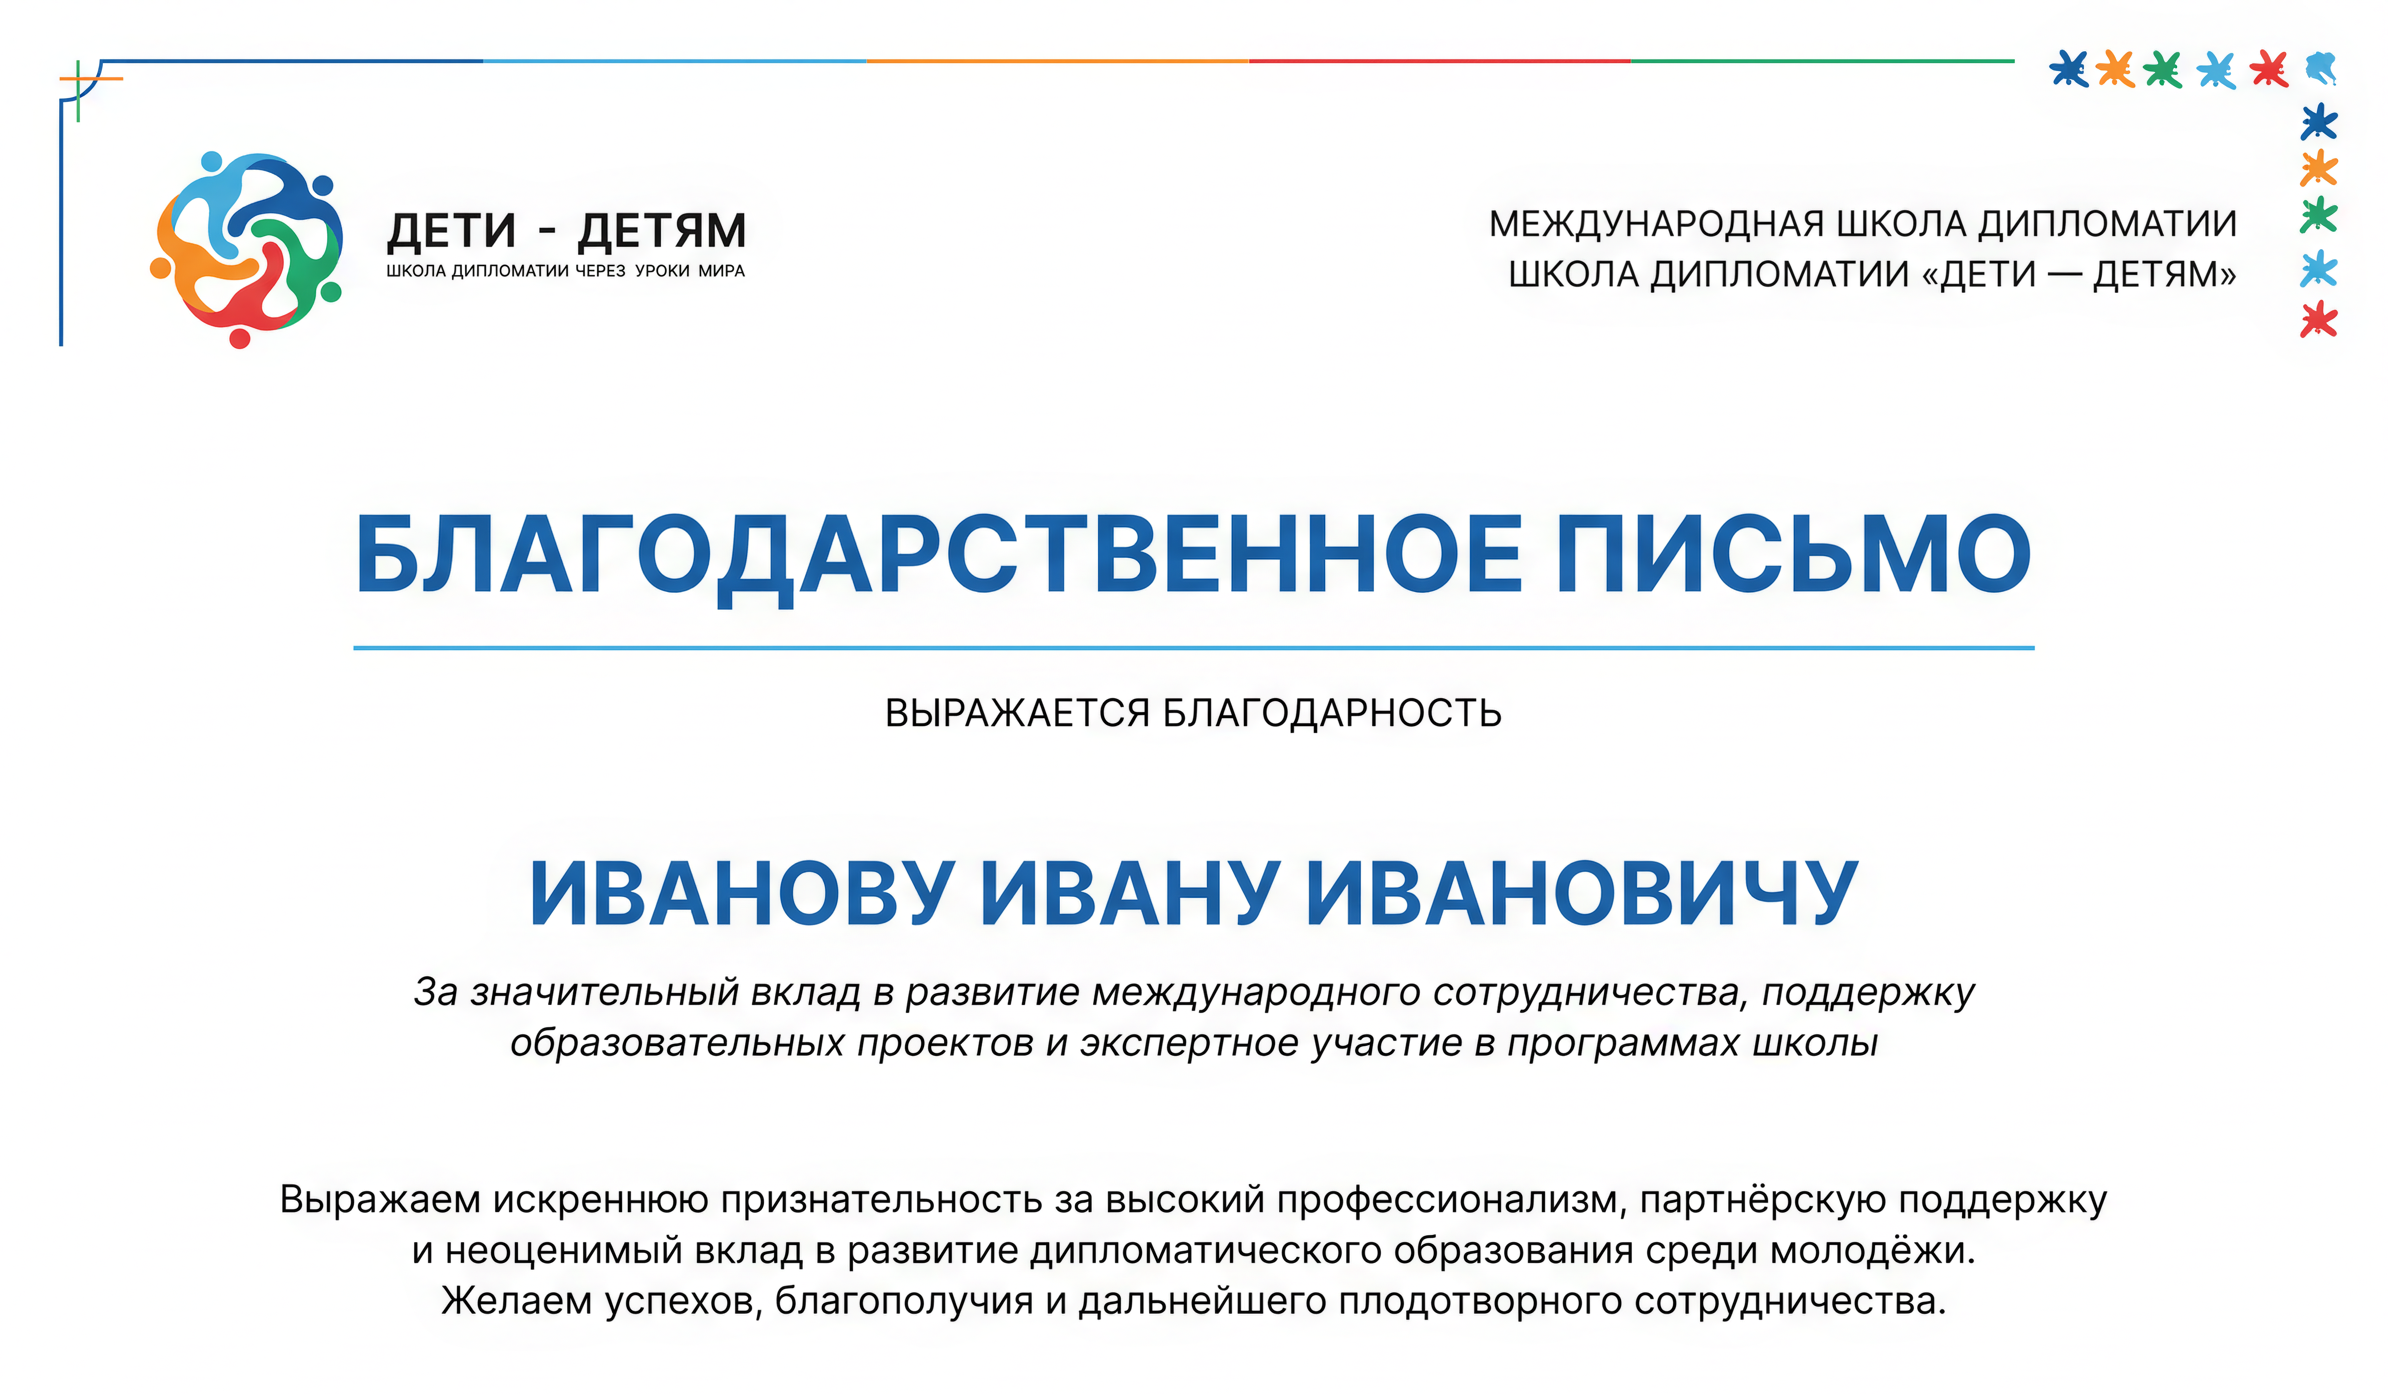 ДЕТИ - ДЕТЯМ
ШКОЛА ДИПЛОМАТИИ ЧЕРЕЗ УРОКИ МИРА
МЕЖДУНАРОДНАЯ ШКОЛА ДИПЛОМАТИИ
ШКОЛА ДИПЛОМАТИИ «ДЕТИ — ДЕТЯМ»
БЛАГОДАРСТВЕННОЕ ПИСЬМО
ВЫРАЖАЕТСЯ БЛАГОДАРНОСТЬ
ИВАНОВУ ИВАНУ ИВАНОВИЧУ
За значительный вклад в развитие международного сотрудничества, поддержку
образовательных проектов и экспертное участие в программах школы
Выражаем искреннюю признательность за высокий профессионализм, партнёрскую поддержку
и неоценимый вклад в развитие дипломатического образования среди молодёжи.
Желаем успехов, благополучия и дальнейшего плодотворного сотрудничества.